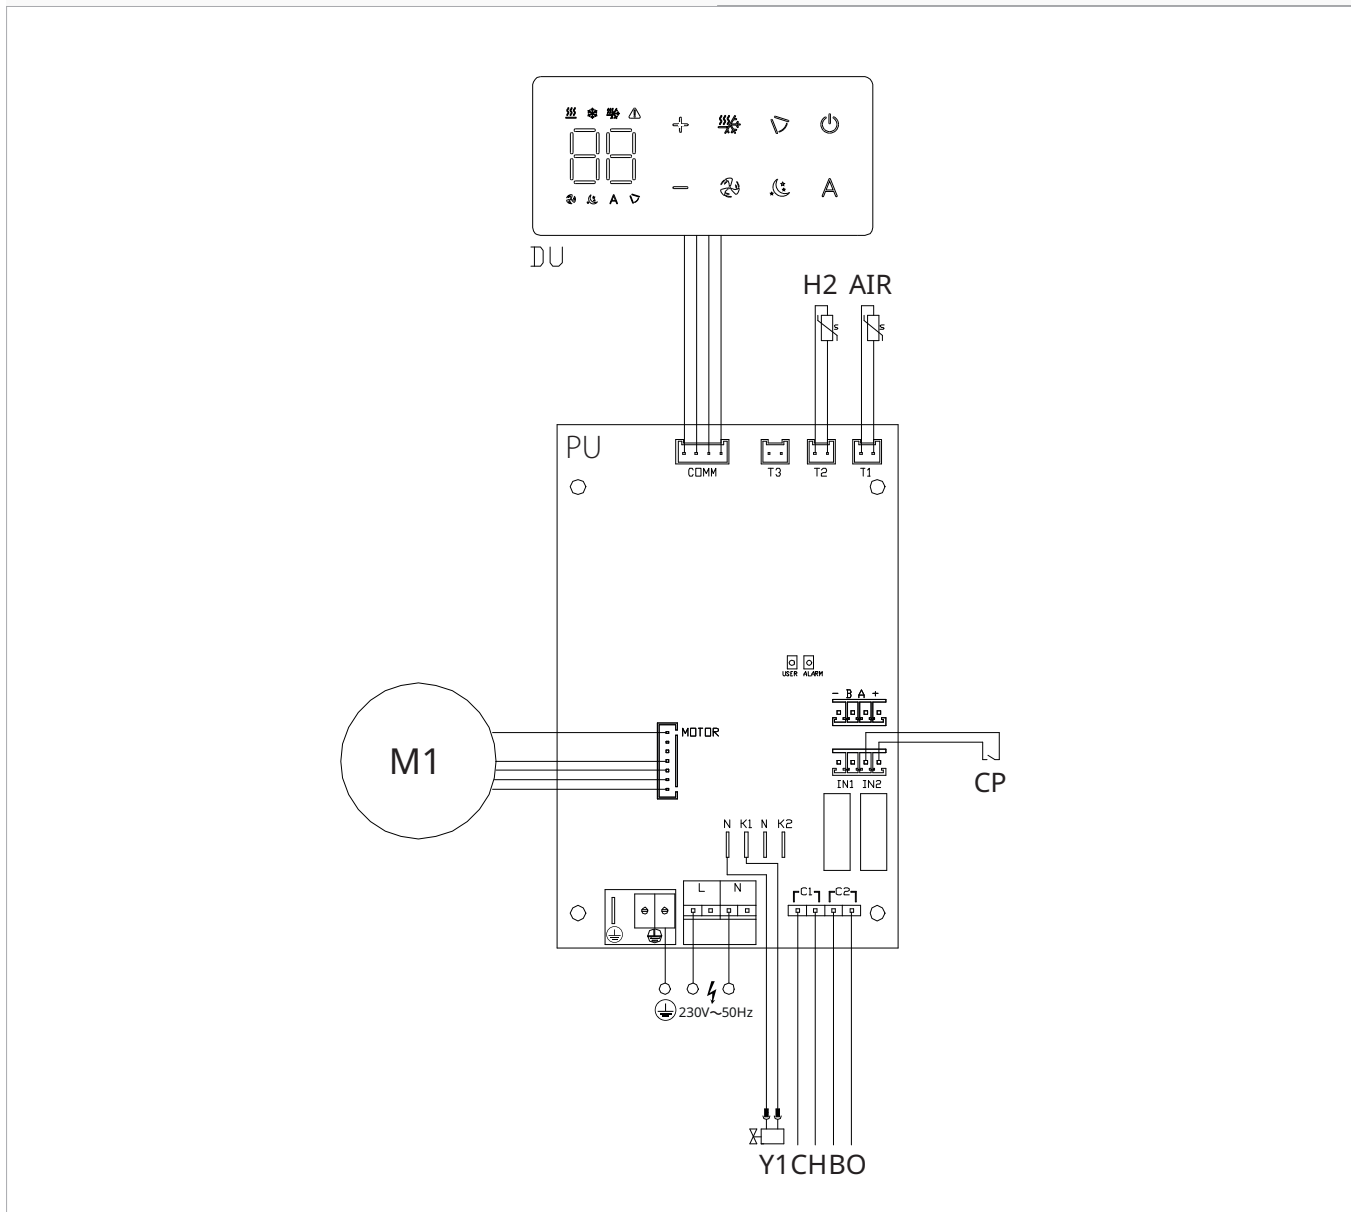 A
A
DU
H2 AIR
S S
PU
COMM T3 T2 T1
USER ALARM
- B A +
MOTOR
M1
CP
IN1 IN2
N K1 N K2
L N C1 C2
230V~50Hz
Y1CHBO